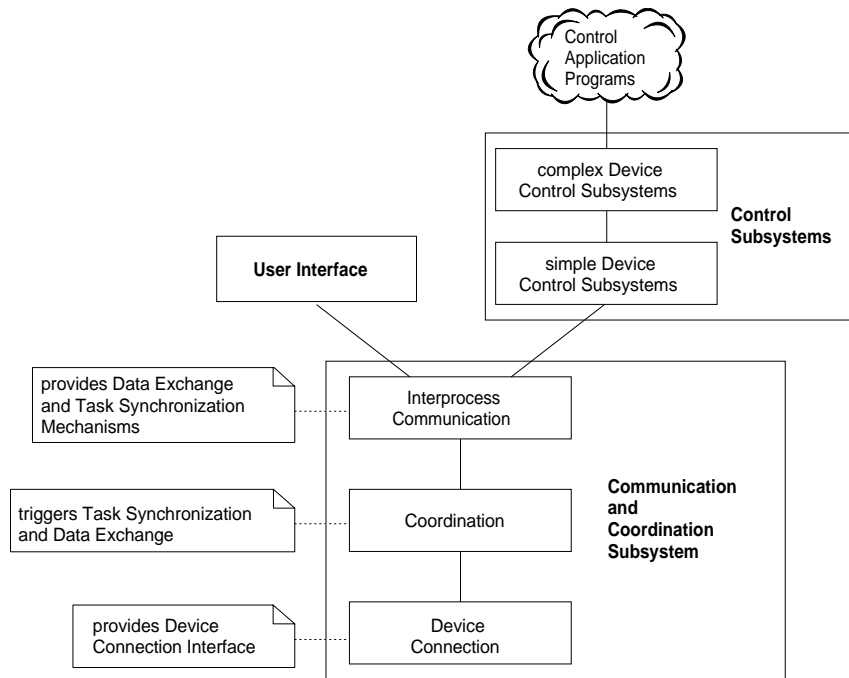 Control
Application
Programs
complex Device
Control Subsystems
Control
Subsystems
simple Device
Control Subsystems
User Interface
provides Data Exchange
and Task Synchronization
Mechanisms
Interprocess
Communication
triggers Task Synchronization
and Data Exchange
Coordination
Communication
and
Coordination
Subsystem
provides Device
Connection Interface
Device
Connection